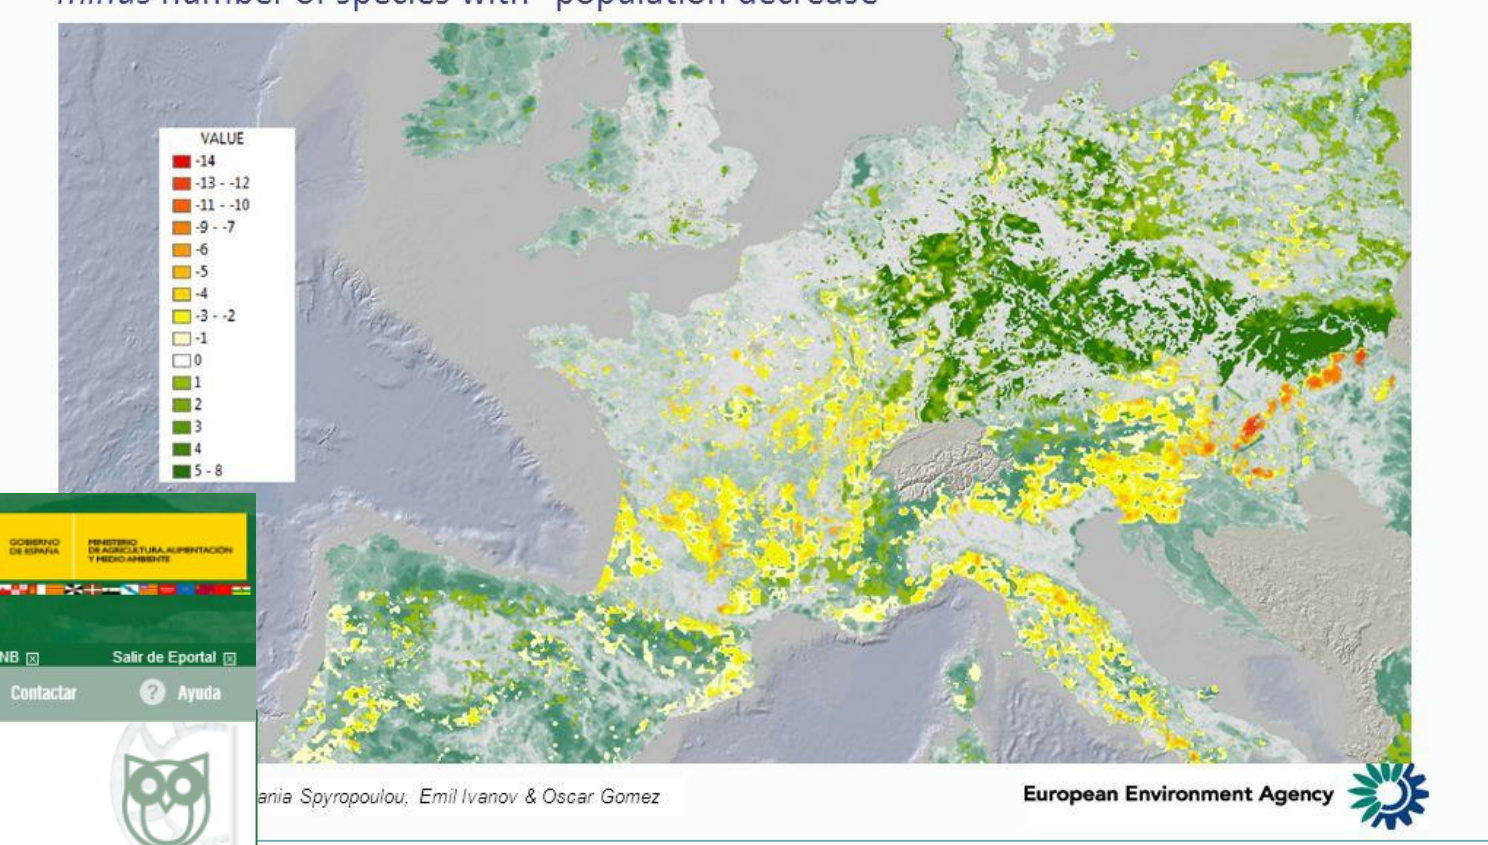 minus number of species with population decrease
VALUE
-14
-13 - -12
-11 - -10
-9 - -7
-6
-5
-4
-3 - -2
-1
0
1
2
3
4
5 - 8
GOBIERNO
DE ESPAÑA
MINISTERIO
DE AGRICULTURA, ALIMENTACIÓN
Y MEDIO AMBIENTE
NB
Salir de Eportal
Contactar
? Ayuda
ania Spyropoulou, Emil Ivanov & Oscar Gomez
European Environment Agency